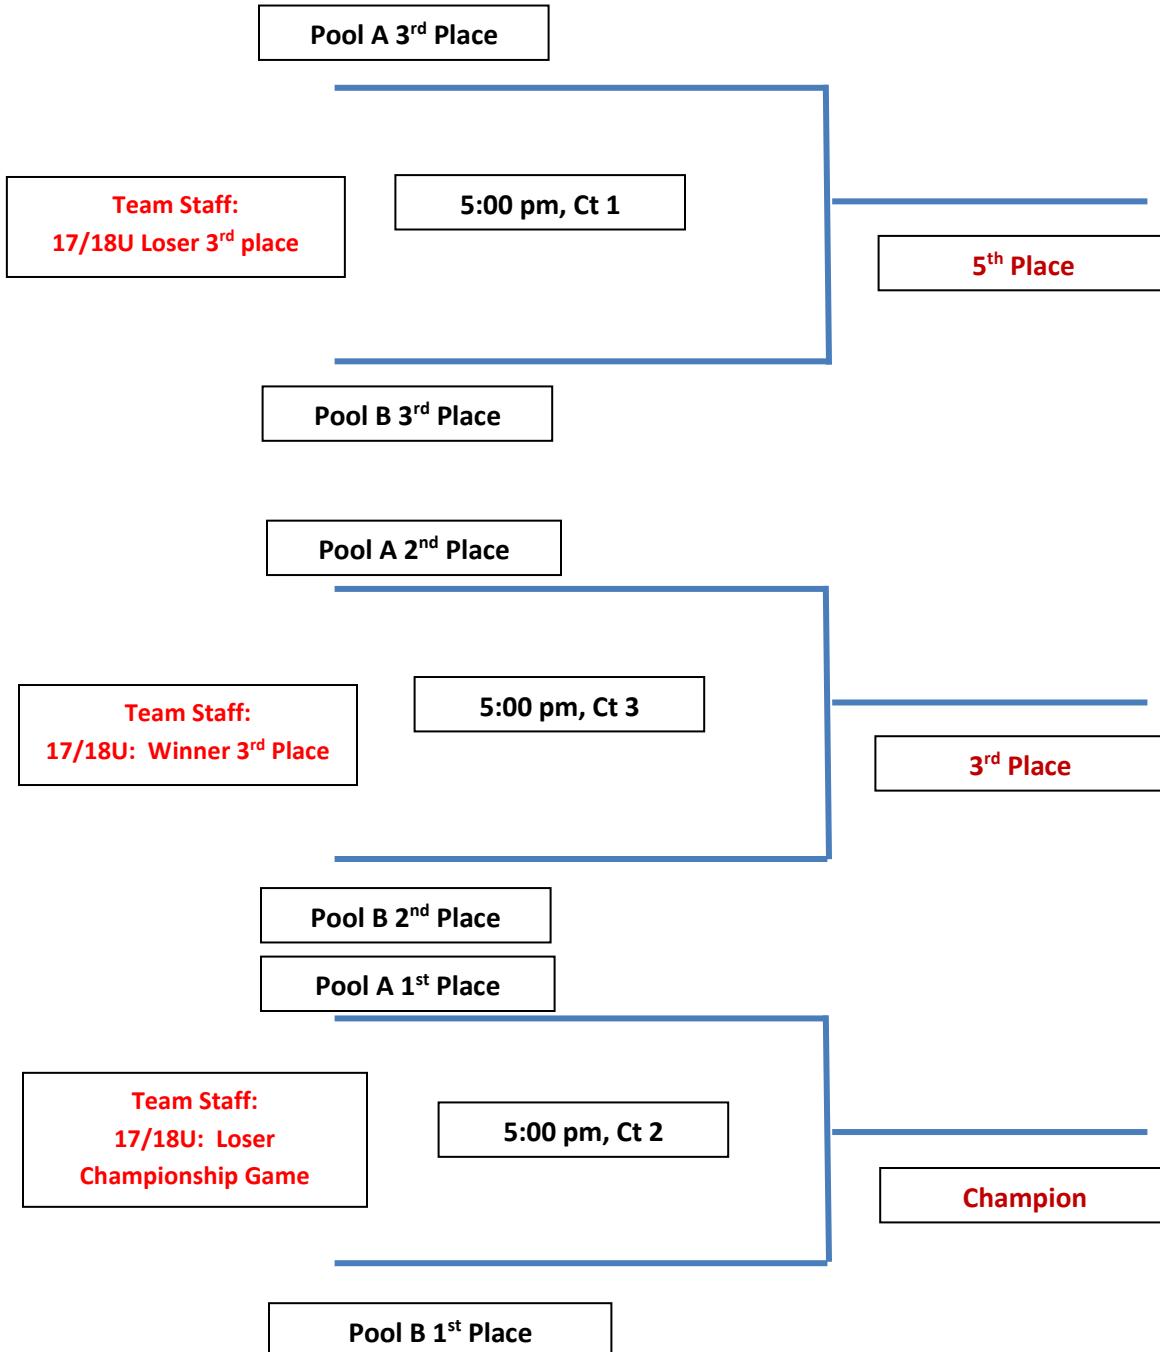 Pool A 3rd Place
Team Staff:
17/18U Loser 3rd place
5:00 pm, Ct 1
5th Place
Pool B 3rd Place
Pool A 2nd Place
Team Staff:
17/18U:  Winner 3rd Place
5:00 pm, Ct 3
3rd Place
Pool B 2nd Place
Pool A 1st Place
Team Staff:
17/18U:  Loser
Championship Game
5:00 pm, Ct 2
Champion
Pool B 1st Place